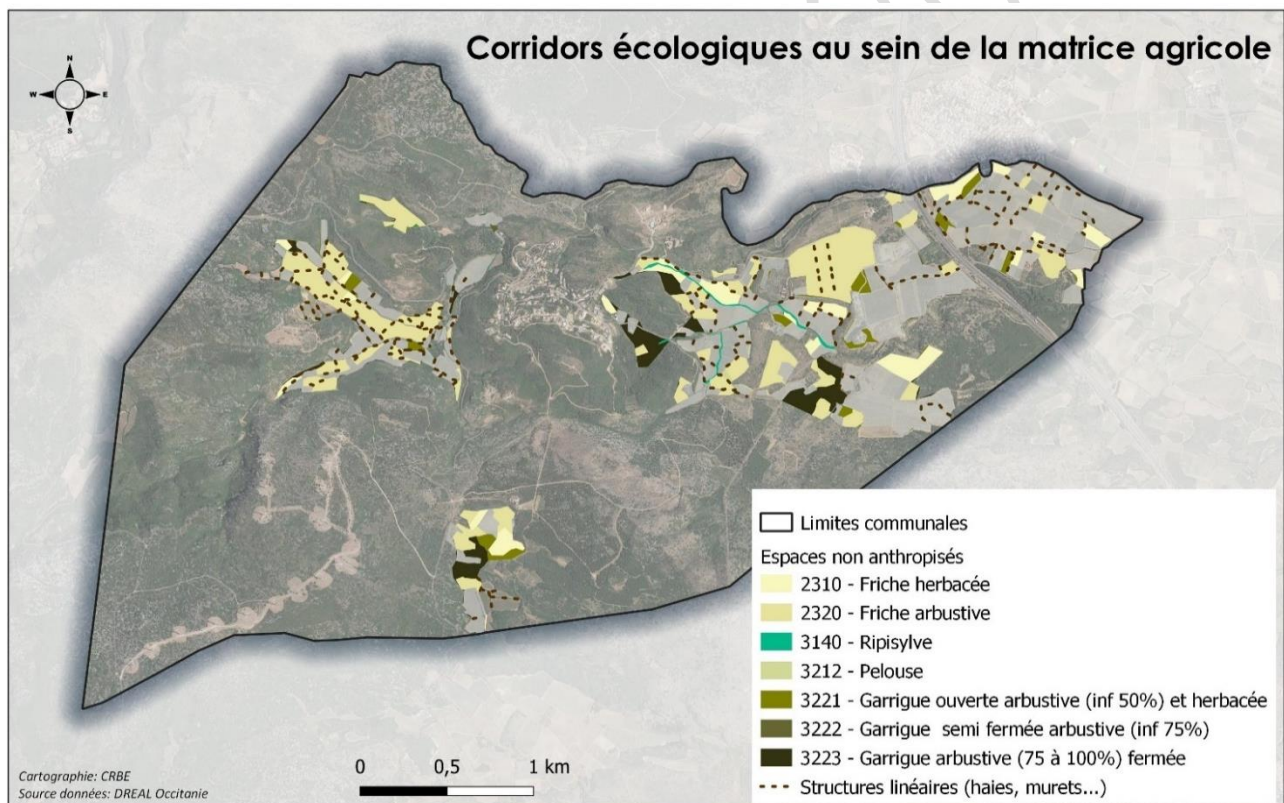 Corridors écologiques au sein de la matrice agricole
N
W
E
S
Limites communales
Espaces non anthropisés
2310 - Friche herbacée
2320 - Friche arbustive
3140 - Ripisylve
3212 - Pelouse
3221 - Garrigue ouverte arbustive (inf 50%) et herbacée
3222 - Garrigue semi fermée arbustive (inf 75%)
3223 - Garrigue arbustive (75 à 100%) fermée
Structures linéaires (haies, murets...)
0 0,5 1 km
Cartographie: CRBE
Source données: DREAL Occitanie